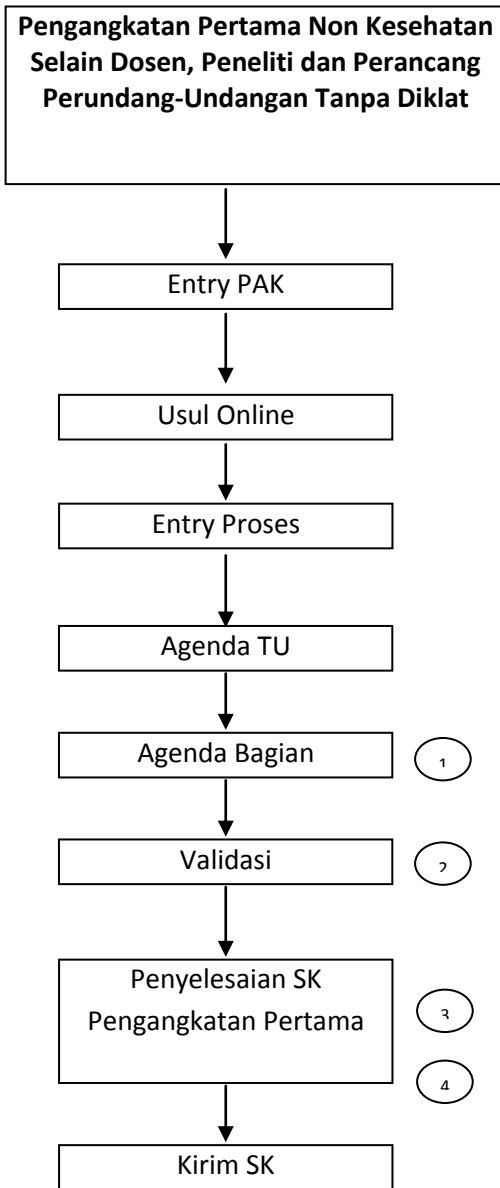 Pengangkatan Pertama Non Kesehatan
Selain Dosen, Peneliti dan Perancang
Perundang-Undangan Tanpa Diklat
Entry PAK
Usul Online
Entry Proses
Agenda TU
Agenda Bagian
1
Validasi
2
Penyelesaian SK
Pengangkatan Pertama
3
4
Kirim SK